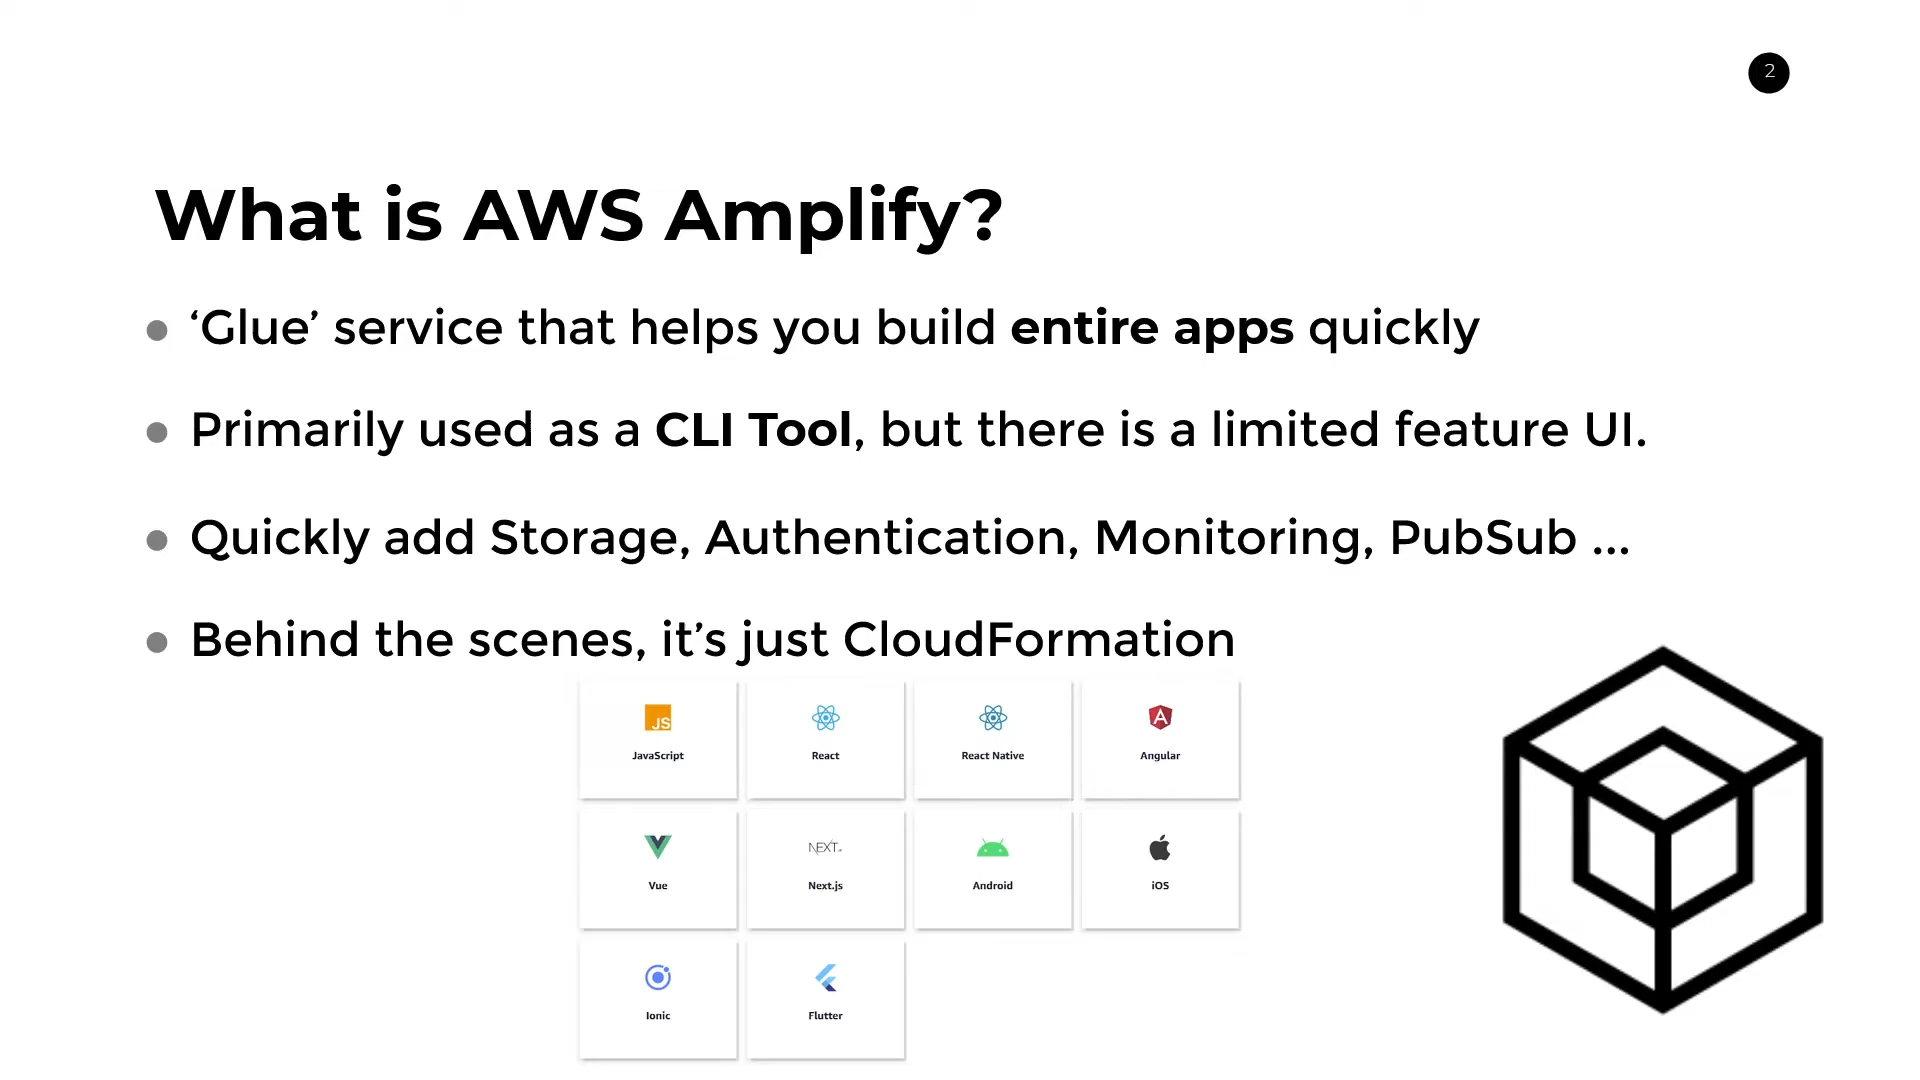 2
What is AWS Amplify?
‘Glue’ service that helps you build entire apps quickly
Primarily used as a CLI Tool, but there is a limited feature UI.
Quickly add Storage, Authentication, Monitoring, PubSub ...
Behind the scenes, it’s just CloudFormation
JS
A
JavaScript
React
React Native
Angular
NEXT.js
Vue
Next.js
Android
iOS
Ionic
Flutter